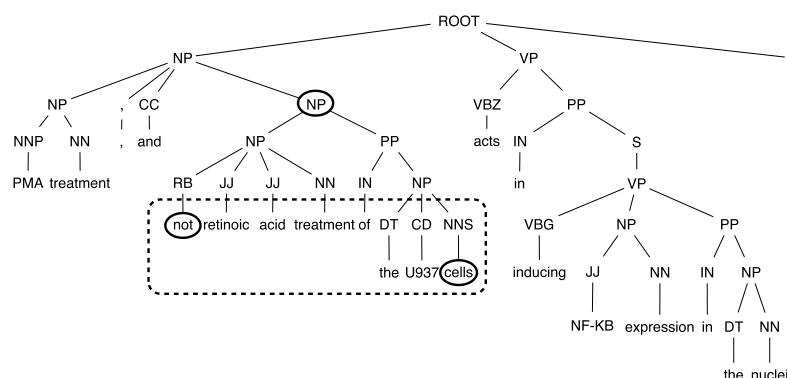 ROOT
NP VP
NP , CC NP VBZ PP
NNP NN , and NP PP acts IN S
PMA treatment RB JJ JJ NN IN NP in VP
not retinoic acid treatment of DT CD NNS VBG NP PP
the U937 cells inducing JJ NN IN NP
NF-KB expression in DT NN
the nuclei